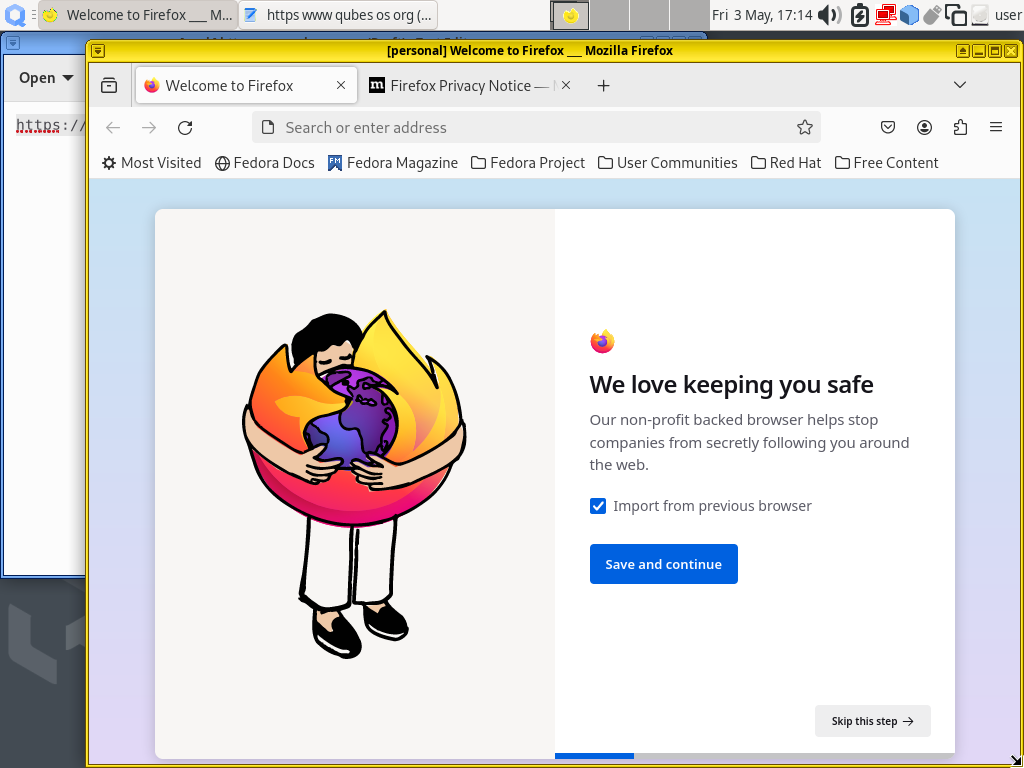 Welcome to Firefox ___ M...
https www qubes os org (...
Fri 3 May, 17:14
user
[personal] Welcome to Firefox ___ Mozilla Firefox
Open
https://
Welcome to Firefox
Firefox Privacy Notice —
Search or enter address
Most Visited
Fedora Docs
Fedora Magazine
Fedora Project
User Communities
Red Hat
Free Content
We love keeping you safe
Our non-profit backed browser helps stop
companies from secretly following you around
the web.
Import from previous browser
Save and continue
Skip this step